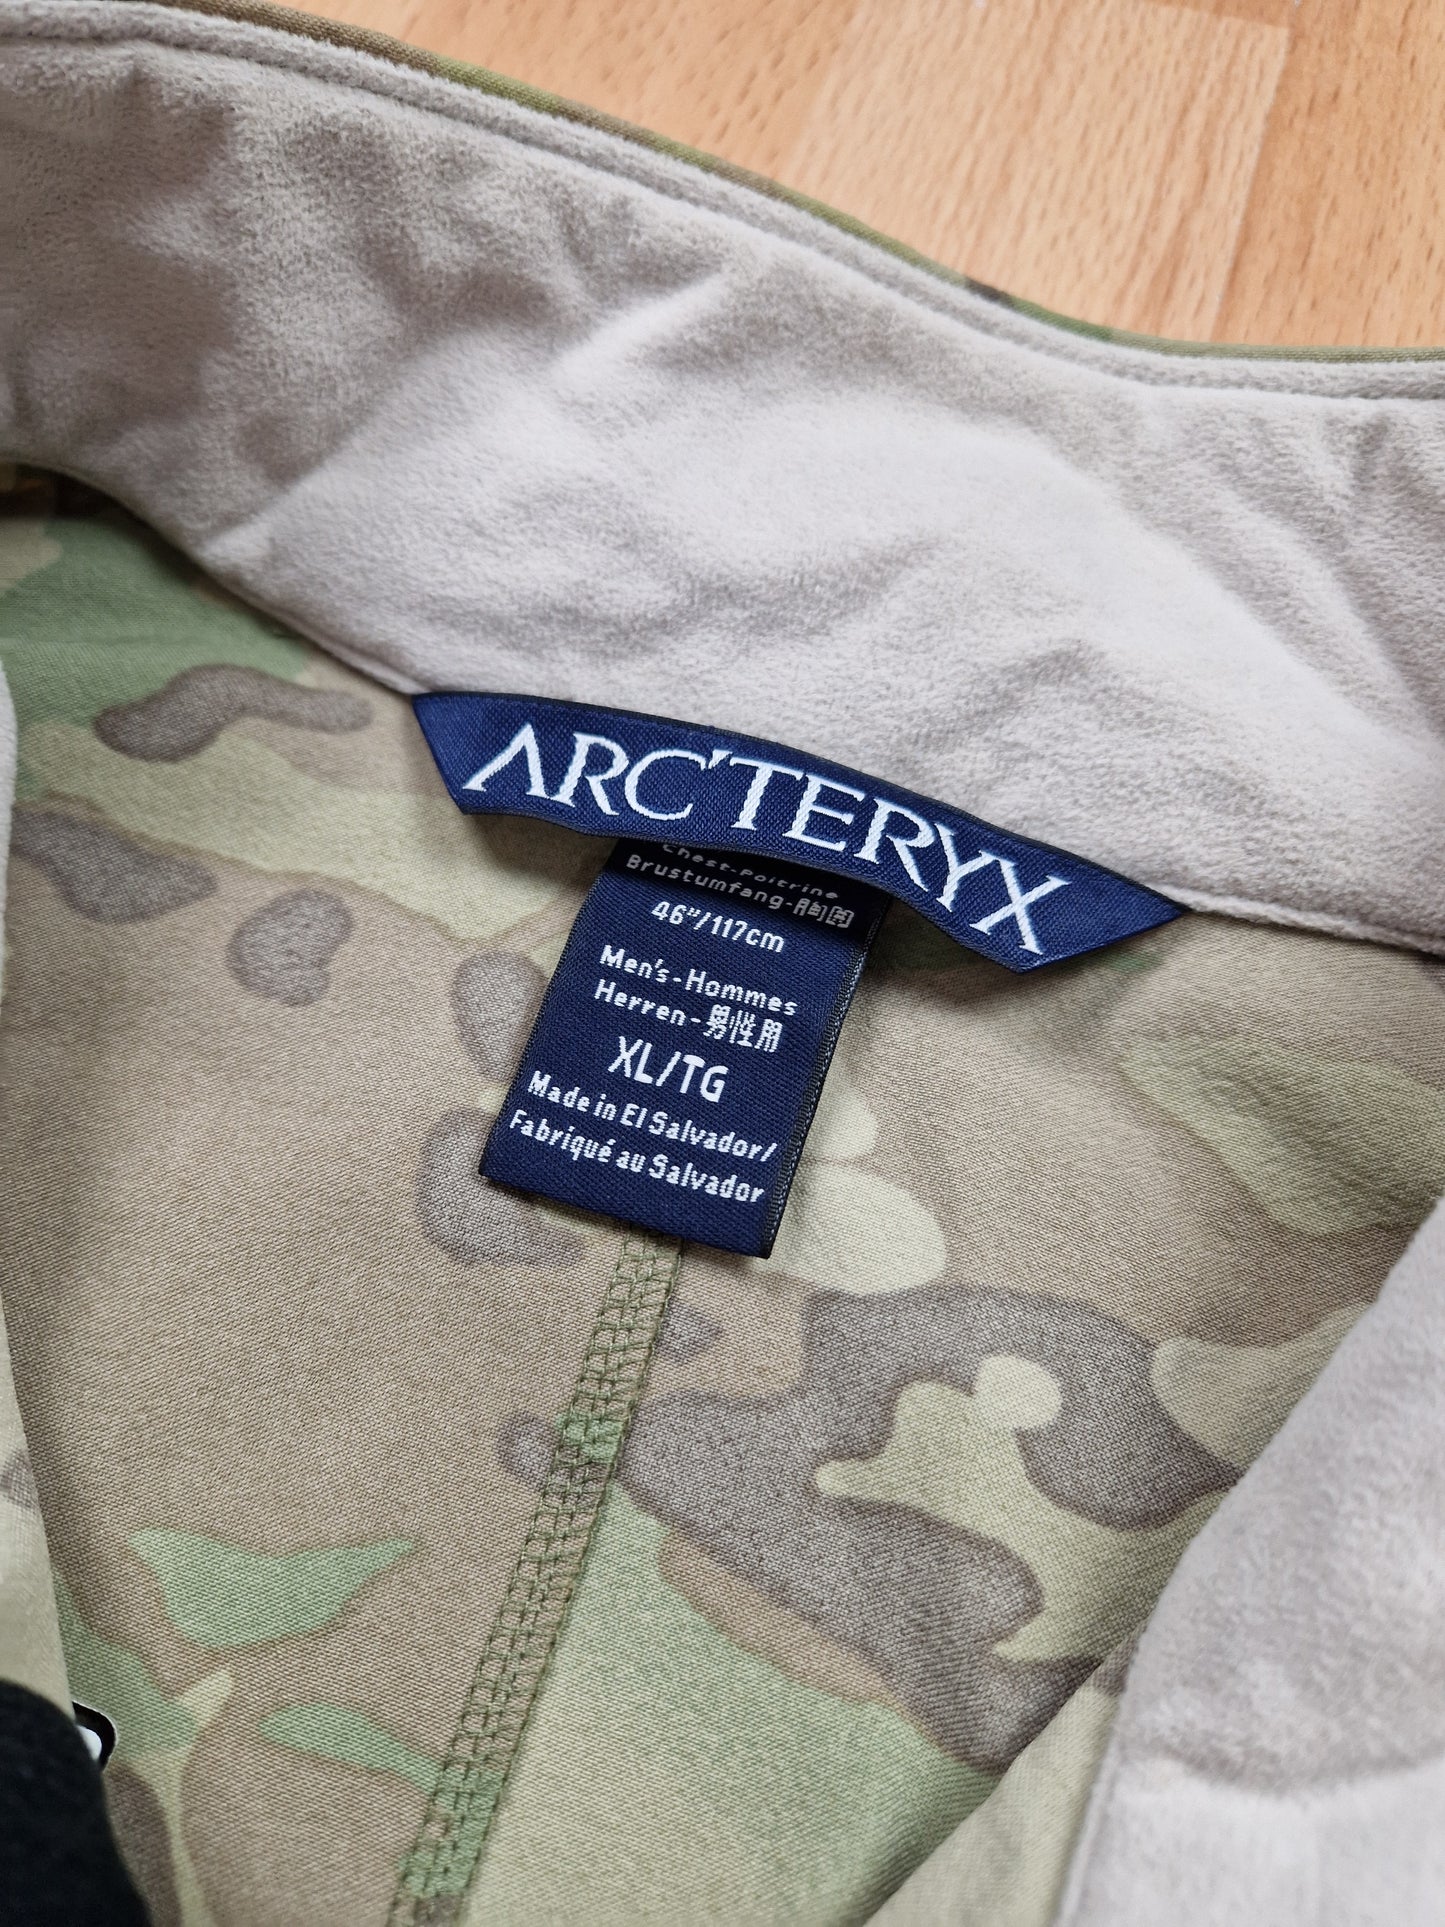 ARC'TERYX
Chest-Poitrine
Brustumfang-胸囲
46"/117cm
Men's-Hommes
Herren-男性用
XL/TG
Made in El Salvador/
Fabriqué au Salvador